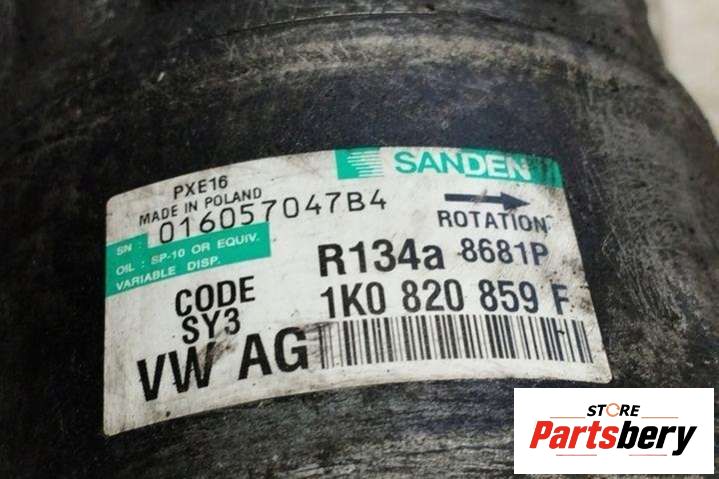 SANDEN
PXE16
MADE IN POLAND
SN : 016057047B4
ROTATION
OIL : SP-10 OR EQUIV.
VARIABLE DISP.
R134a 8681P
CODE
SY3
1K0 820 859 F
VW AG
STORE
Partsbery